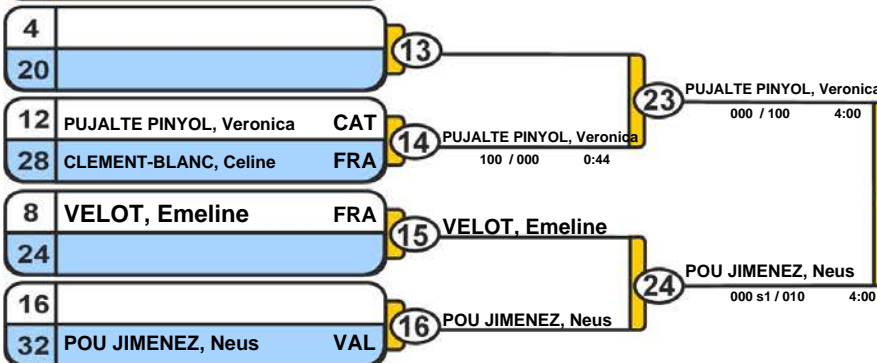 4
20
13
12 PUJALTE PINYOL, Veronica CAT
28 CLEMENT-BLANC, Celine FRA
14
PUJALTE PINYOL, Veronica
100 / 000 0:44
23
PUJALTE PINYOL, Veronica
000 / 100 4:00
8 VELOT, Emeline FRA
24
15
VELOT, Emeline
16
32 POU JIMENEZ, Neus VAL
16
POU JIMENEZ, Neus
24
POU JIMENEZ, Neus
000 s1 / 010 4:00